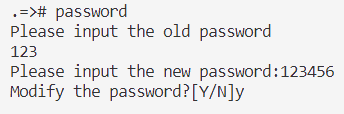 .=># password
Please input the old password
123
Please input the new password:123456
Modify the password?[Y/N]y